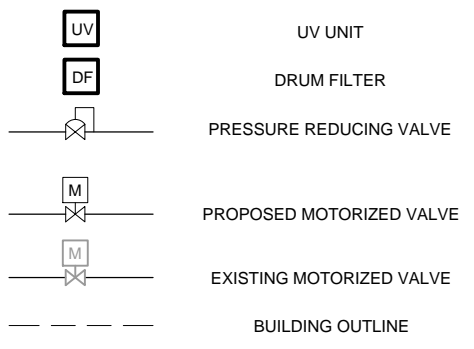 UV UV UNIT
DF DRUM FILTER
PRESSURE REDUCING VALVE
M PROPOSED MOTORIZED VALVE
M EXISTING MOTORIZED VALVE
BUILDING OUTLINE